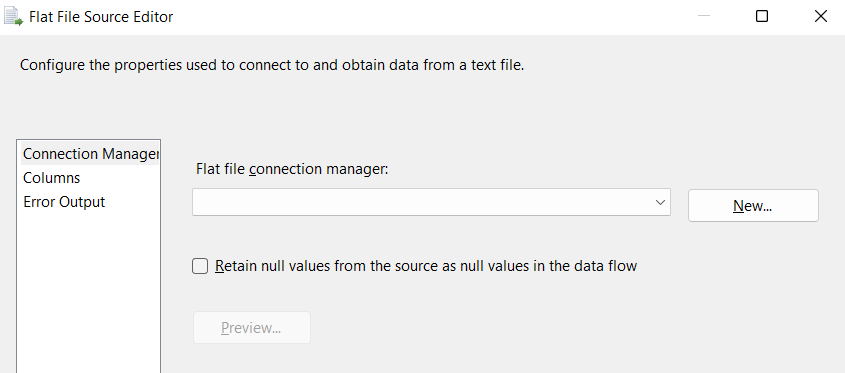 Flat File Source Editor
Configure the properties used to connect to and obtain data from a text file.
Connection Manager
Columns
Error Output
Flat file connection manager:
New...
Retain null values from the source as null values in the data flow
Preview...